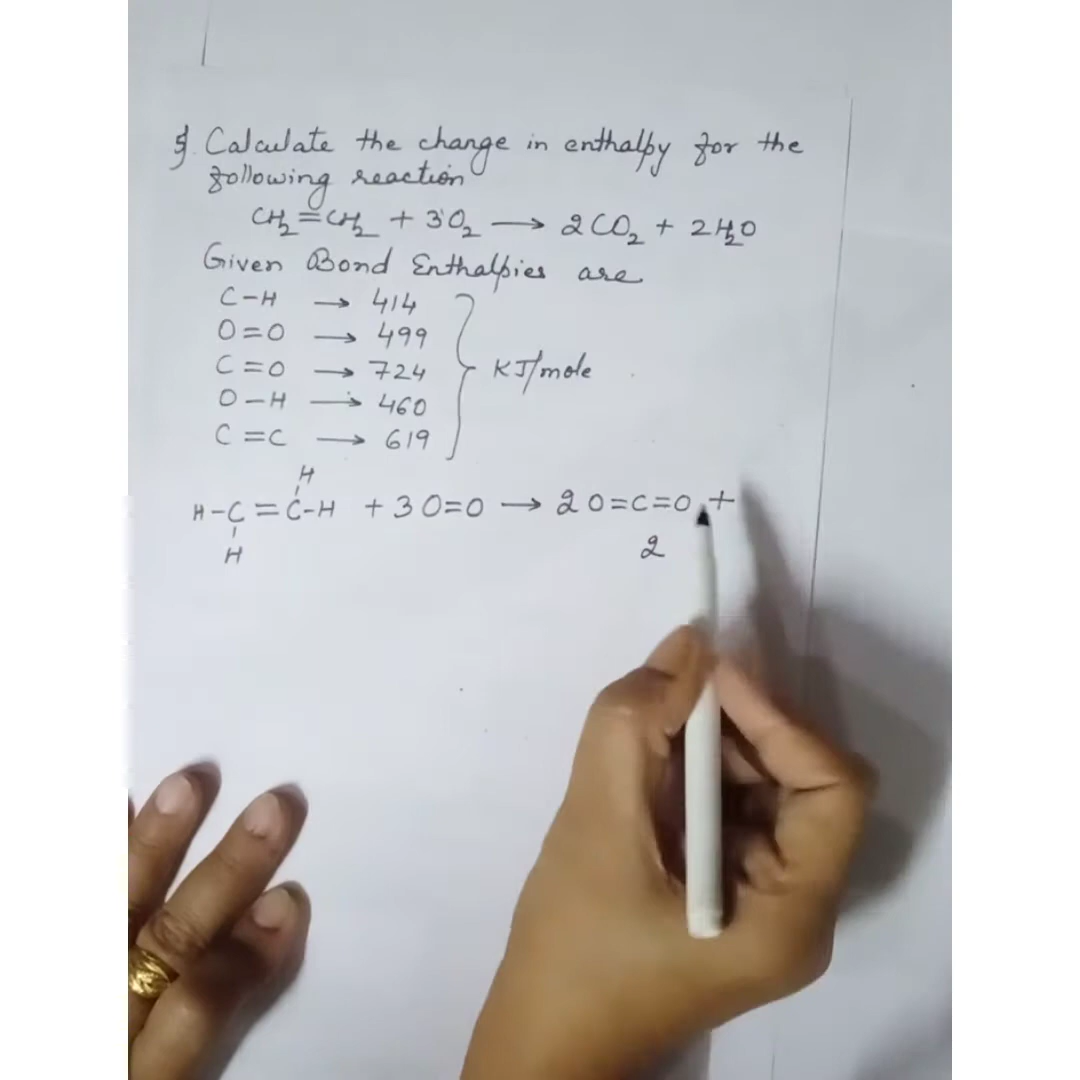 Q. Calculate the change in enthalpy for the
following reaction
CH₂=CH₂ + 3O₂ → 2CO₂ + 2H₂O
Given Bond Enthalpies are
C-H → 414
O=O → 499
C=O → 724
O-H → 460
C=C → 619
} KJ/mole
H
H-C=C-H + 3O=O → 2O=C=O +
H
2